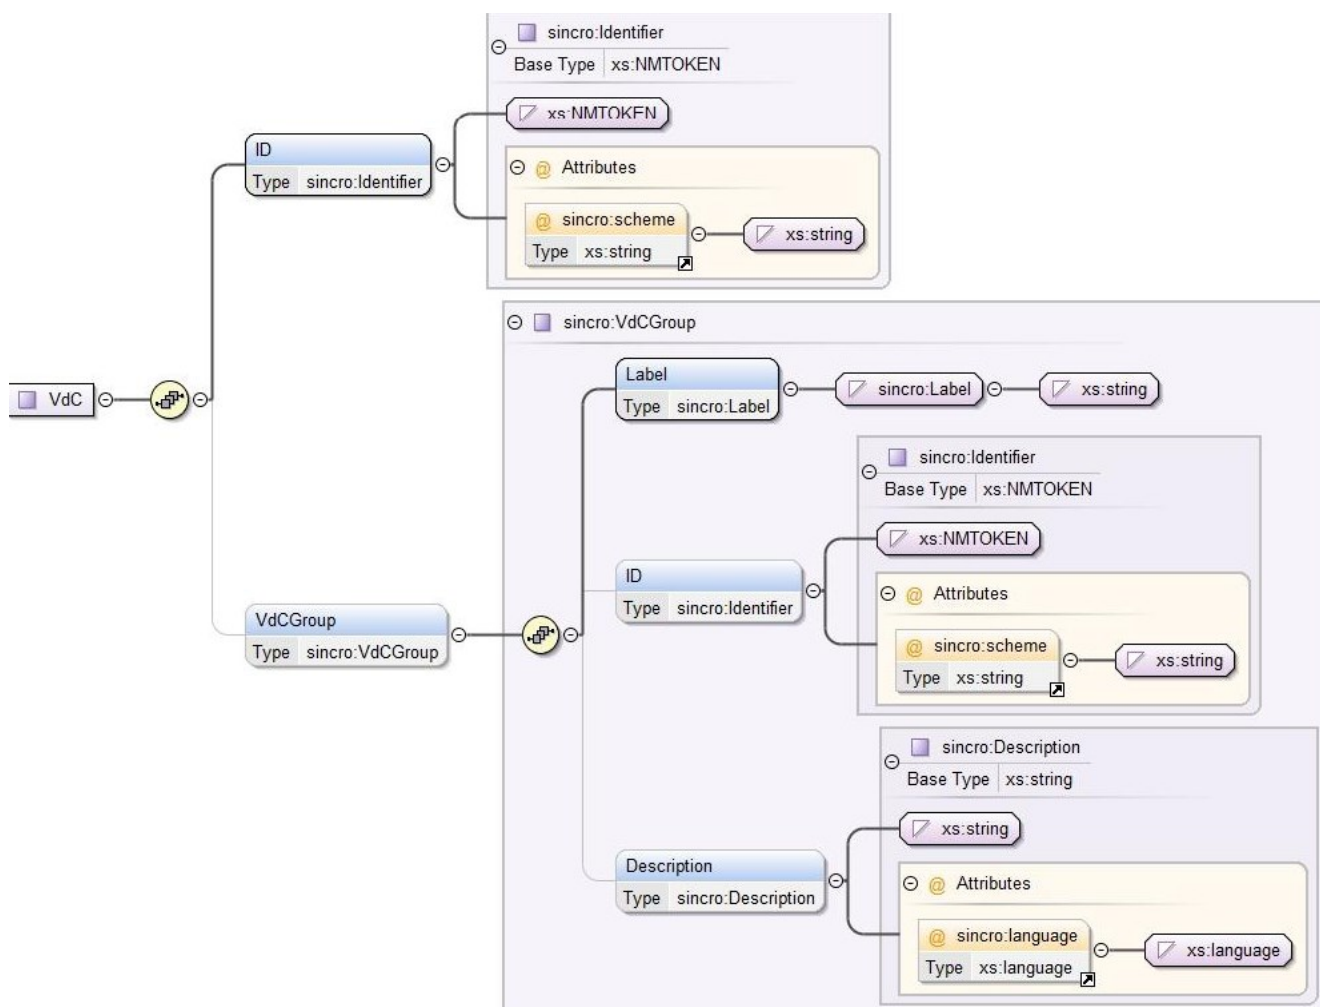 sincro:Identifier
Base Type xs:NMTOKEN
xs:NMTOKEN
ID
Type sincro:Identifier
@ Attributes
@ sincro:scheme
Type xs:string
xs:string
sincro:VdCGroup
VdC
Label
Type sincro:Label
sincro:Label
xs:string
sincro:Identifier
Base Type xs:NMTOKEN
xs:NMTOKEN
ID
Type sincro:Identifier
@ Attributes
@ sincro:scheme
Type xs:string
xs:string
VdCGroup
Type sincro:VdCGroup
sincro:Description
Base Type xs:string
xs:string
Description
Type sincro:Description
@ Attributes
@ sincro:language
Type xs:language
xs:language